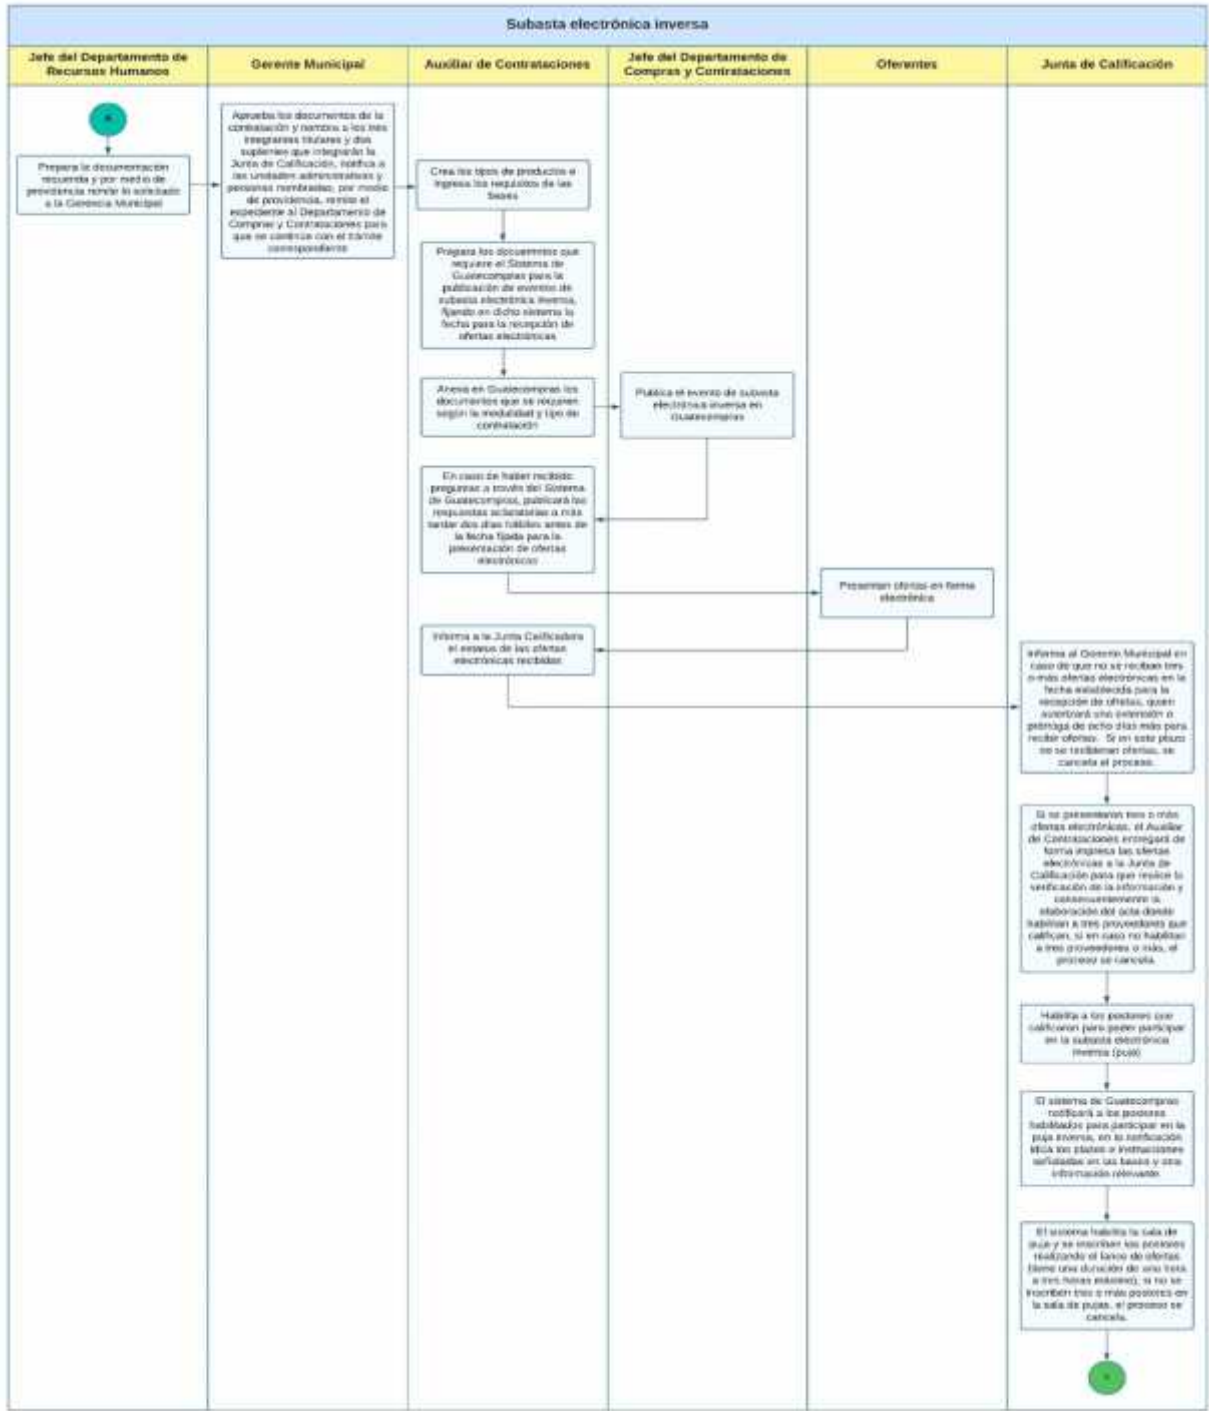 Subasta electrónica inversa
Jefe del Departamento de
Recursos Humanos
Gerente Municipal
Auxiliar de Contrataciones
Jefe del Departamento de
Compras y Contrataciones
Oferentes
Junta de Calificación
Prepara la documentación
requerida y por medio de
providencia remite lo solicitado
a la Gerencia Municipal
Aprueba los documentos de la
contratación y nombra a los tres
integrantes titulares y dos
suplentes que integrarán la
Junta de Calificación, notifica a
las unidades administrativas y
personas nombradas, por medio
de providencia, remite el
expediente al Departamento de
Compras y Contrataciones para
que se continúe con el trámite
correspondiente
Crea los tipos de productos e
ingresa los requisitos de las
bases
Prepara los documentos que
requiere el Sistema de
Guatecompras para la
publicación de eventos de
subasta electrónica inversa,
fijando en dicho sistema la
fecha para la recepción de
ofertas electrónicas
Anexa en Guatecompras los
documentos que se requieren
según la modalidad y tipo de
contratación
Publica el evento de subasta
electrónica inversa en
Guatecompras
En caso de haber recibido
preguntas a través del Sistema
de Guatecompras, publicará las
respuestas aclaratorias a más
tardar dos días hábiles antes de
la fecha fijada para la
presentación de ofertas
electrónicas
Presentan ofertas en forma
electrónica
Informa a la Junta Calificadora
el estatus de las ofertas
electrónicas recibidas
Informa al Gerente Municipal en
caso de que no se reciban tres
o más ofertas electrónicas en la
fecha establecida para la
recepción de ofretas, quien
autorizará una extensión o
prórroga de ocho días más para
recibir ofertas. Si en este plazo
no se recibieran ofertas, se
cancela el proceso.
Si se presentaron tres o más
ofertas electrónicas, el Auxiliar
de Contrataciones entregará de
forma impresa las ofertas
electrónicas a la Junta de
Calificación para que realice la
verificación de la información y
consecuentemente la
elaboración del acta donde
habilitan a tres proveedores que
califican, si en caso no habilitan
a tres proveedores o más, el
proceso se cancela.
Habilita a los postores que
calificaron para poder participar
en la subasta electrónica
inversa (puja)
El sistema de Guatecompras
notificará a los postores
habilitados para participar en la
puja inversa, en la notificación
idica los plazos e instrucciones
señaladas en las bases y otra
información relevante
El sistema habilita la sala de
puja y se inscriben los postores
realizando el lance de ofertas
(tiene una duración de una hora
a tres horas máximo), si no se
inscriben tres o más postores en
la sala de pujas, el proceso se
cancela.